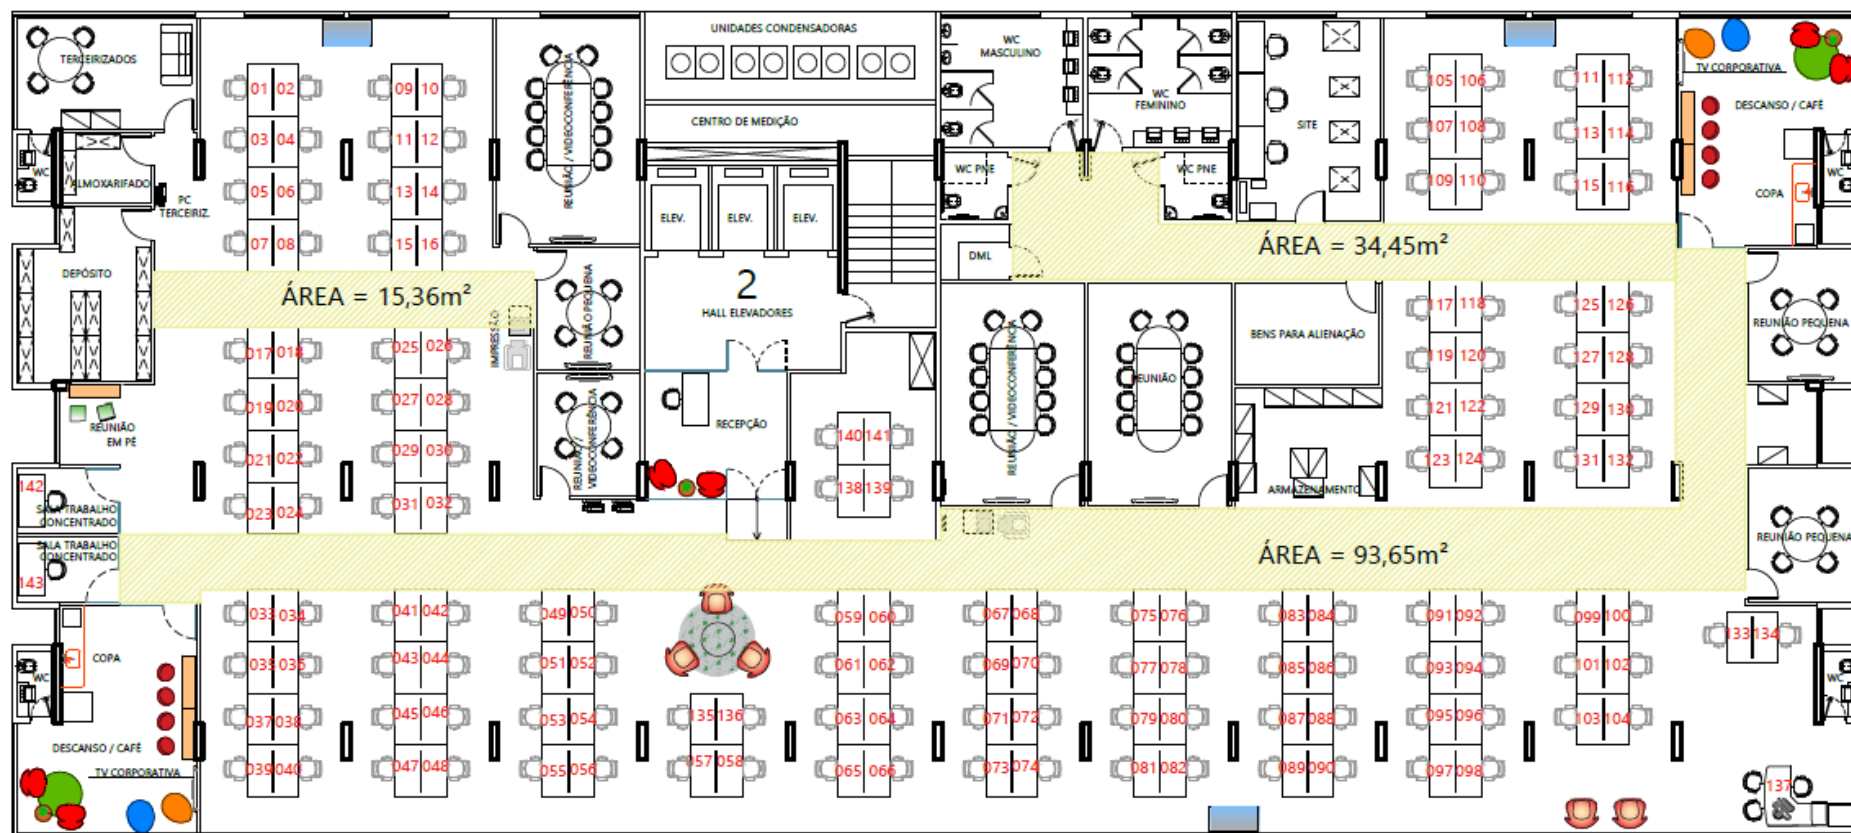 UNIDADES CONDENSADORAS
CENTRO DE MEDIÇÃO
TERCEIRIZADOS
WC
ALMOXARIFADO
PC
TERCEIRIZ.
DEPÓSITO
REUNIÃO
EM PÉ
142
SALA TRABALHO
CONCENTRADO
SALA TRABALHO
CONCENTRADO
143
COPA
WC
DESCANSO / CAFÉ
TV CORPORATIVA
01 02
03 04
05 06
07 08
09 10
11 12
13 14
15 16
ÁREA = 15,36m²
IMPRESSÃO
017 018
019 020
021 022
023 024
025 026
027 028
029 030
031 032
REUNIÃO / VIDEOCONFERÊNCIA
REUNIÃO PEQUENA
REUNIÃO /
VIDEOCONFERÊNCIA
ELEV.
ELEV.
ELEV.
2
HALL ELEVADORES
RECEPÇÃO
140 141
138 139
WC
MASCULINO
WC
FEMININO
WC PNE
WC PNE
DML
SITE
ÁREA = 34,45m²
REUNIÃO / VIDEOCONFERÊNCIA
REUNIÃO
BENS PARA ALIENAÇÃO
ARMAZENAMENTO
105 106
107 108
109 110
111 112
113 114
115 116
117 118
119 120
121 122
123 124
125 126
127 128
129 130
131 132
TV CORPORATIVA
DESCANSO / CAFÉ
COPA
WC
REUNIÃO PEQUENA
REUNIÃO PEQUENA
ÁREA = 93,65m²
033 034
035 036
037 038
039 040
041 042
043 044
045 046
047 048
049 050
051 052
053 054
055 056
135 136
057 058
059 060
061 062
063 064
065 066
067 068
069 070
071 072
073 074
075 076
077 078
079 080
081 082
083 084
085 086
087 088
089 090
091 092
093 094
095 096
097 098
099 100
101 102
103 104
133 134
WC
137